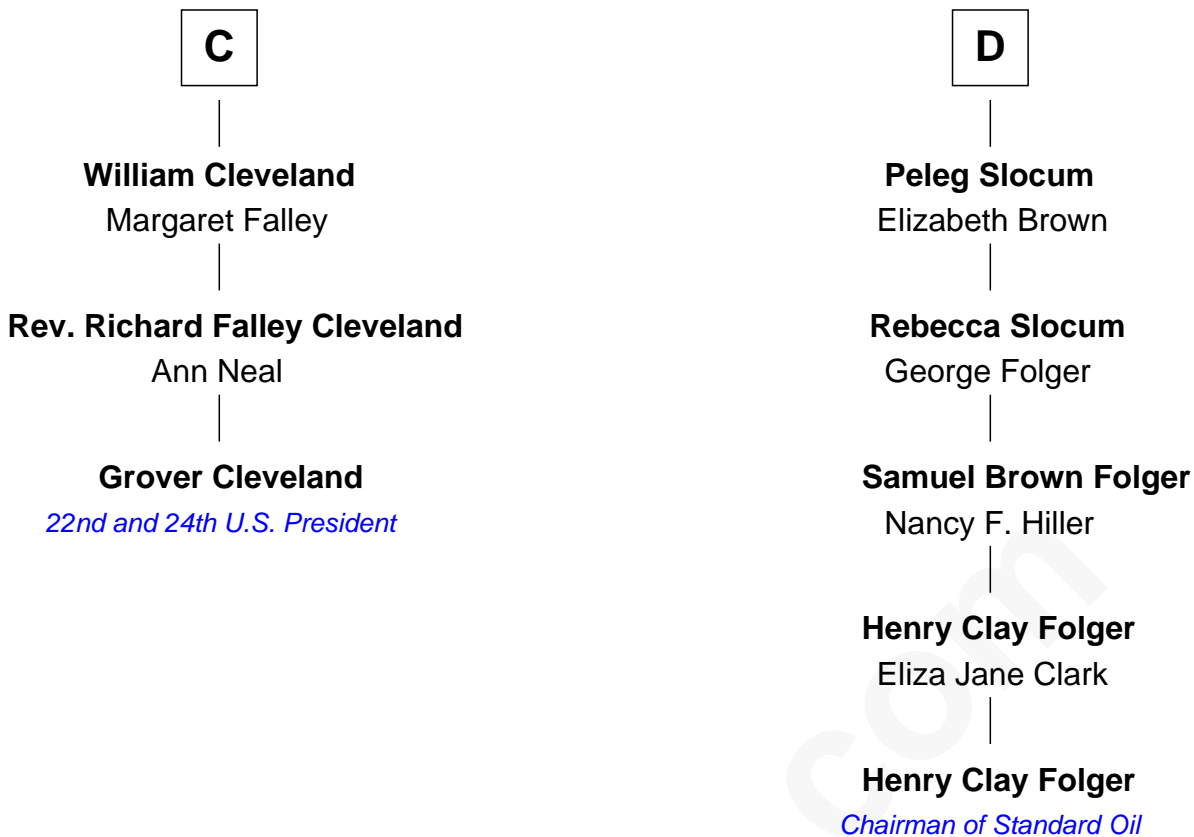 C
William Cleveland
Margaret Falley
Rev. Richard Falley Cleveland
Ann Neal
Grover Cleveland
22nd and 24th U.S. President
D
Peleg Slocum
Elizabeth Brown
Rebecca Slocum
George Folger
Samuel Brown Folger
Nancy F. Hiller
Henry Clay Folger
Eliza Jane Clark
Henry Clay Folger
Chairman of Standard Oil
com